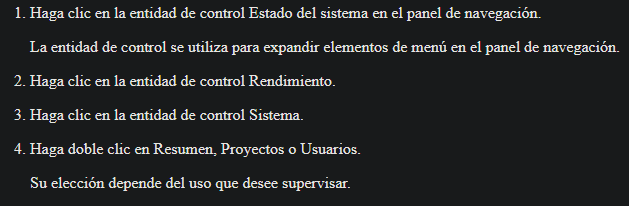 1. Haga clic en la entidad de control Estado del sistema en el panel de navegación.
La entidad de control se utiliza para expandir elementos de menú en el panel de navegación.
2. Haga clic en la entidad de control Rendimiento.
3. Haga clic en la entidad de control Sistema.
4. Haga doble clic en Resumen, Proyectos o Usuarios.
Su elección depende del uso que desee supervisar.